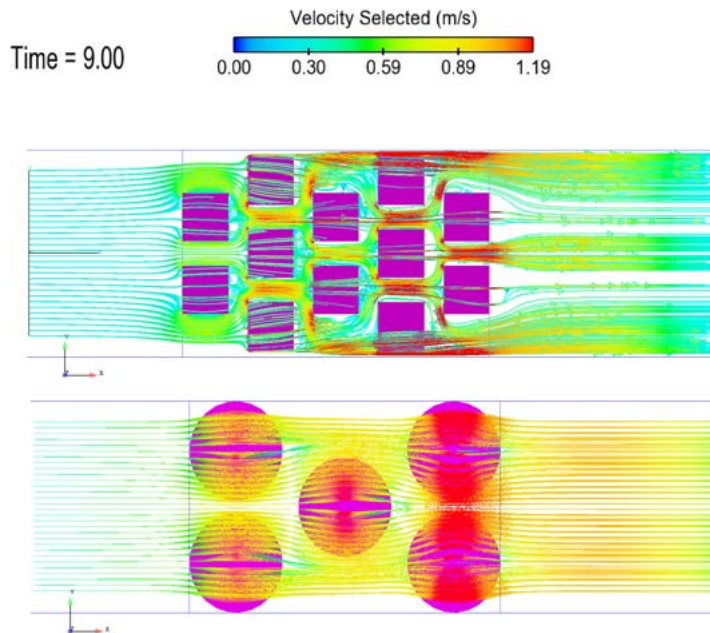 Velocity Selected (m/s)
Time = 9.00
0.00 0.30 0.59 0.89 1.19
Y
Z X
Y
Z X